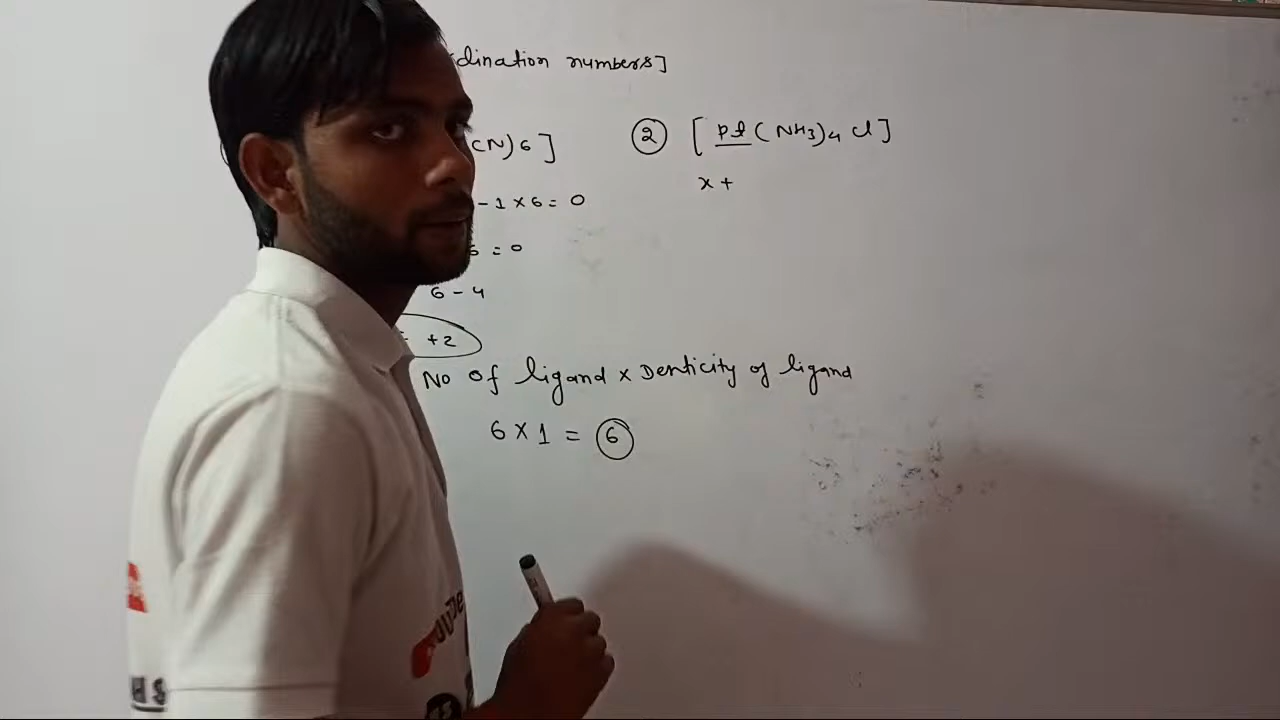 dination numbers]
(CN)6]
② [Pt(NH3)4 Cl]
-1×6=0
x+
=0
6-4
+2
No of ligand × Denticity of ligand
6×1=⑥
HS